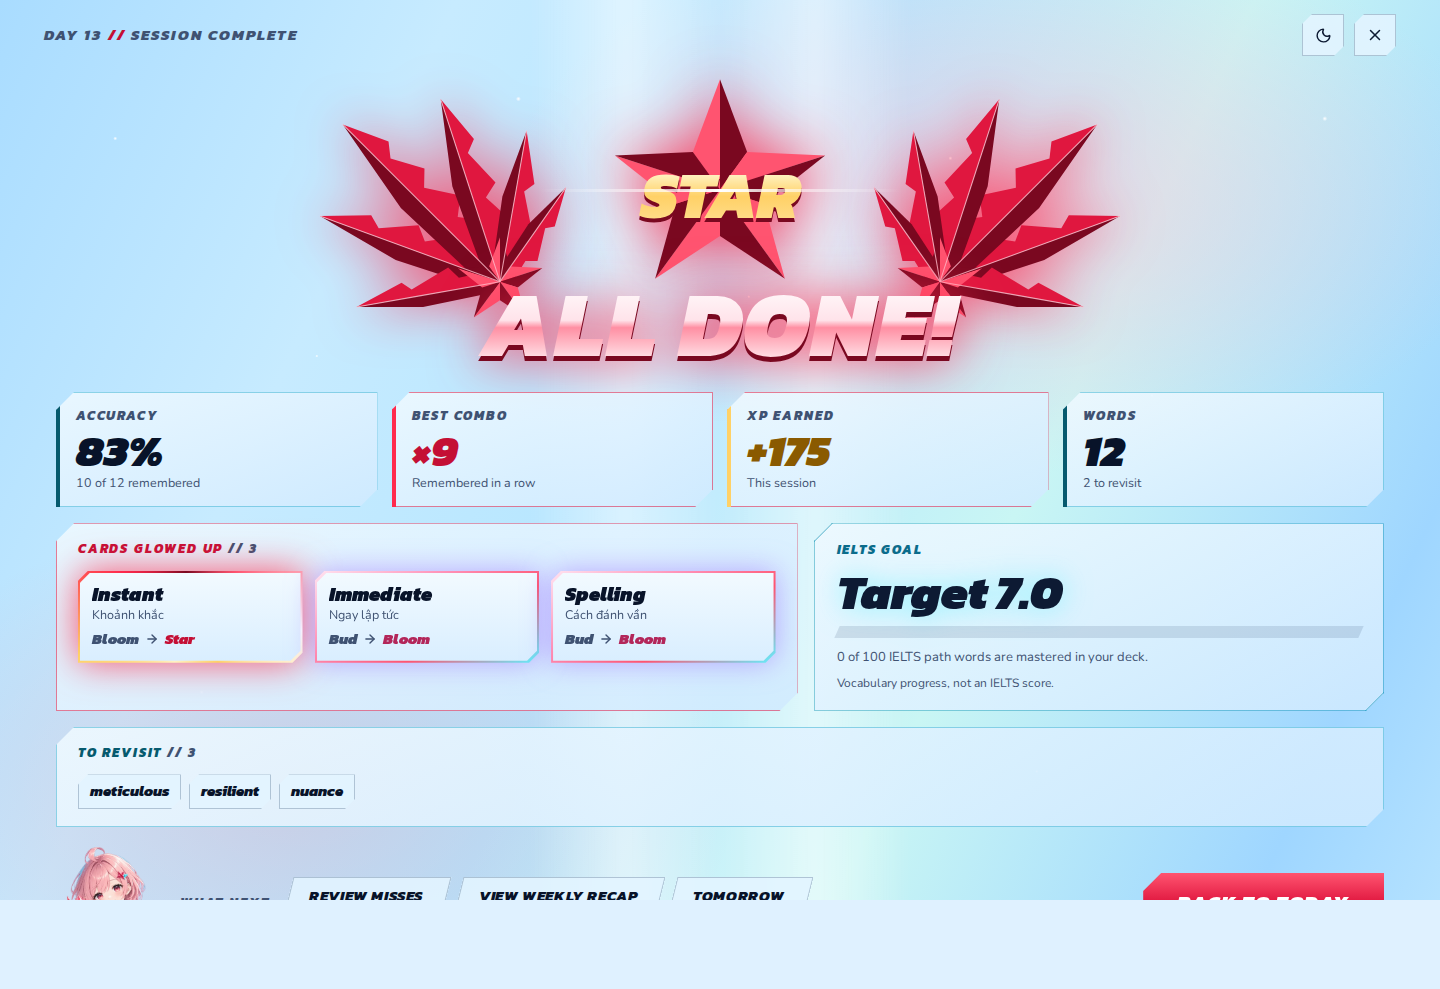 DAY 13 // SESSION COMPLETE
STAR
ALL DONE!
ACCURACY
83%
10 of 12 remembered
BEST COMBO
×9
Remembered in a row
XP EARNED
+175
This session
WORDS
12
2 to revisit
CARDS GLOWED UP // 3
Instant
Khoảnh khắc
Bloom → Star
Immediate
Ngay lập tức
Bud → Bloom
Spelling
Cách đánh vần
Bud → Bloom
IELTS GOAL
Target 7.0
0 of 100 IELTS path words are mastered in your deck.
Vocabulary progress, not an IELTS score.
TO REVISIT // 3
meticulous
resilient
nuance
REVIEW MISSES
VIEW WEEKLY RECAP
TOMORROW
BACK TO TODAY